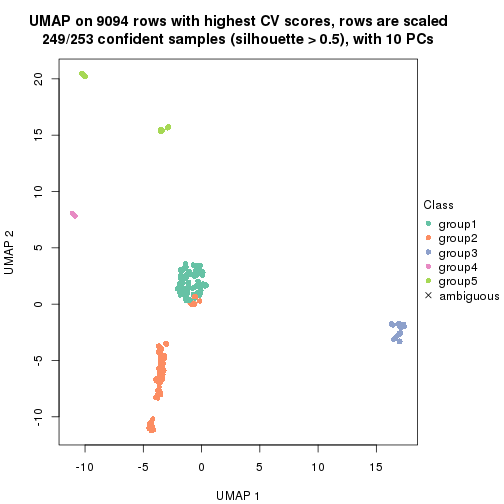 UMAP on 9094 rows with highest CV scores, rows are scaled
249/253 confident samples (silhouette > 0.5), with 10 PCs
20
15
10
5
0
-5
-10
UMAP 2
-10
-5
0
5
10
15
UMAP 1
Class
group1
group2
group3
group4
group5
ambiguous